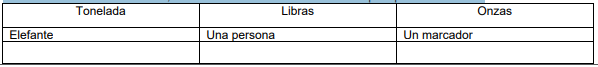 Tonelada Libras Onzas
Elefante Una persona Un marcador